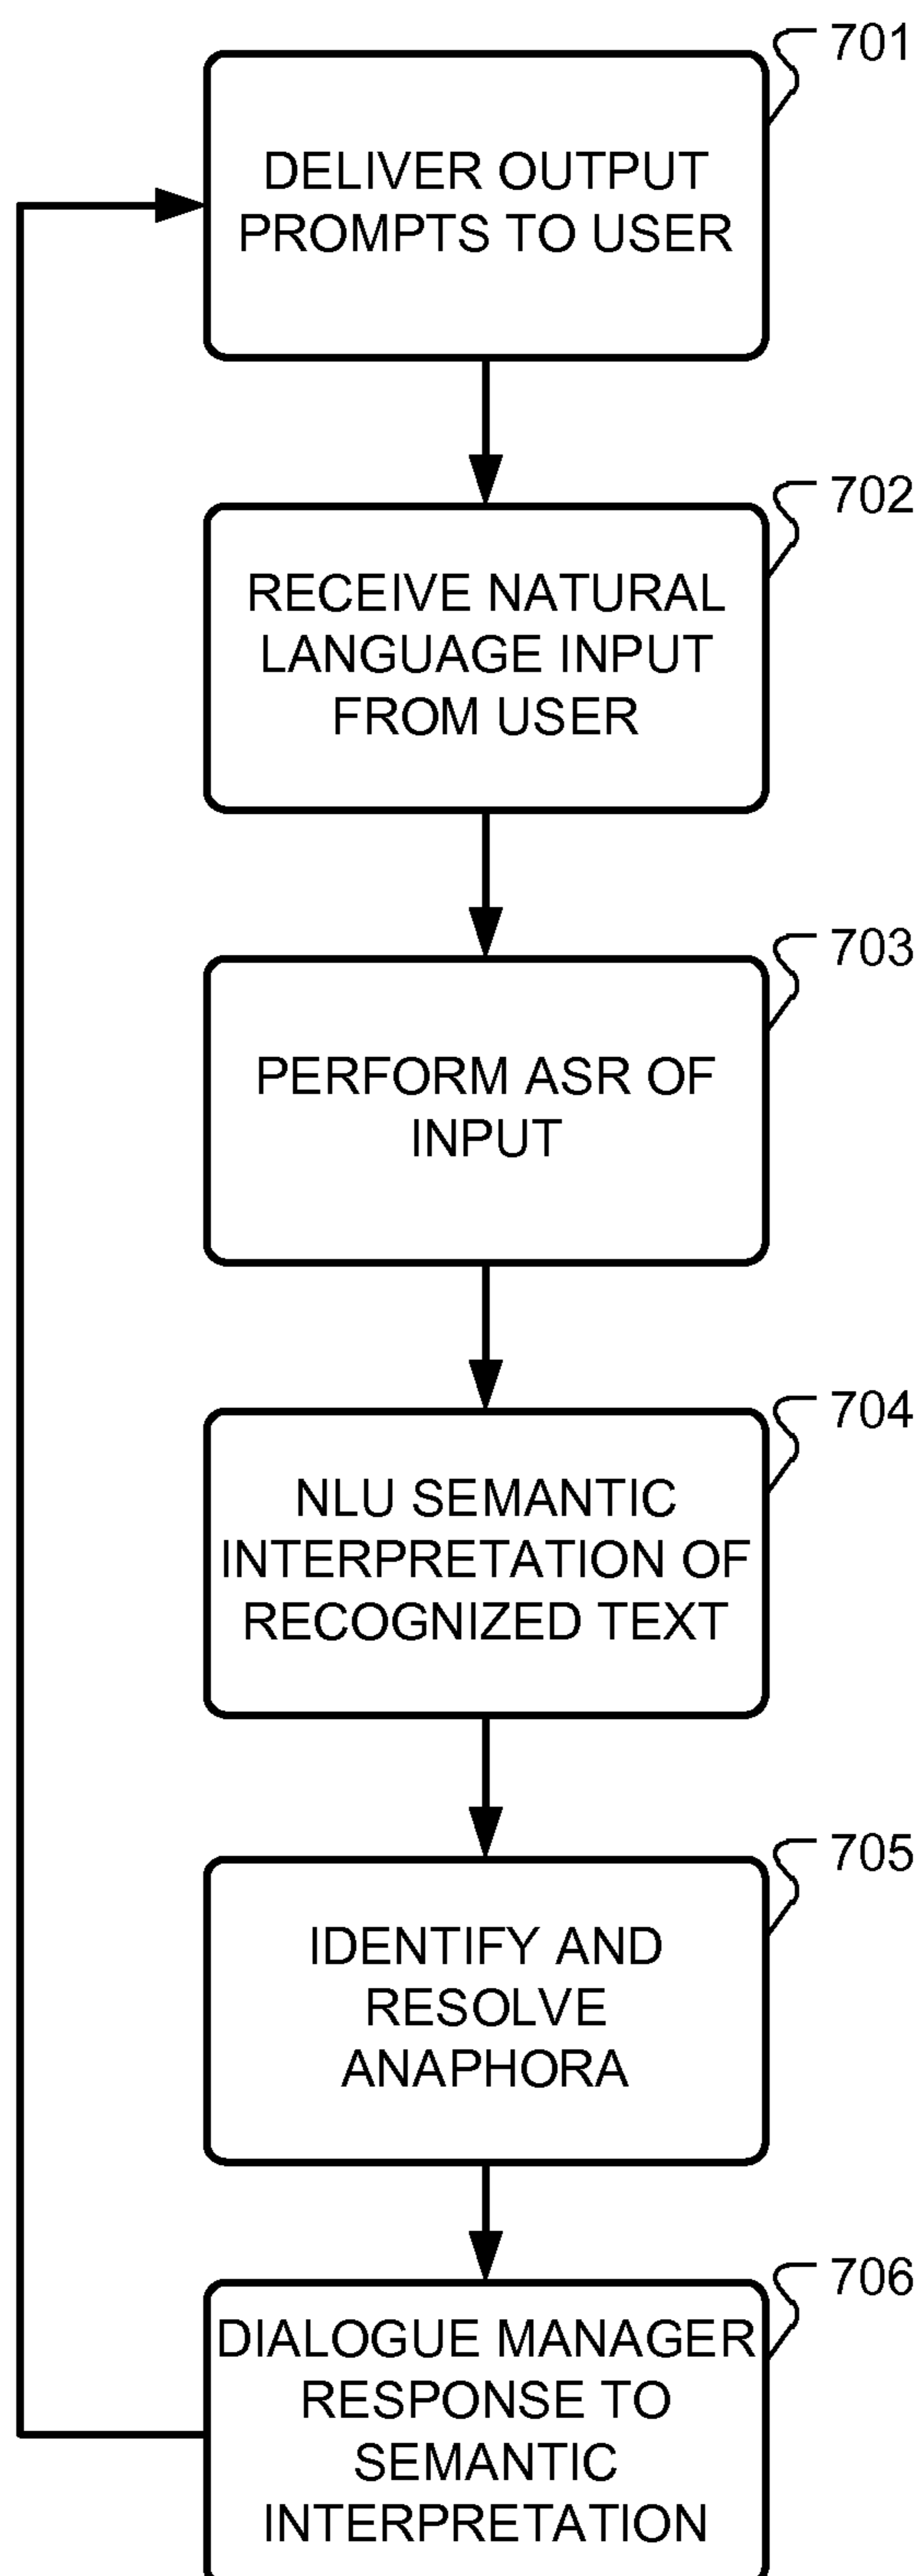 701
DELIVER OUTPUT
PROMPTS TO USER
702
RECEIVE NATURAL
LANGUAGE INPUT
FROM USER
703
PERFORM ASR OF
INPUT
704
NLU SEMANTIC
INTERPRETATION OF
RECOGNIZED TEXT
705
IDENTIFY AND
RESOLVE
ANAPHORA
706
DIALOGUE MANAGER
RESPONSE TO
SEMANTIC
INTERPRETATION